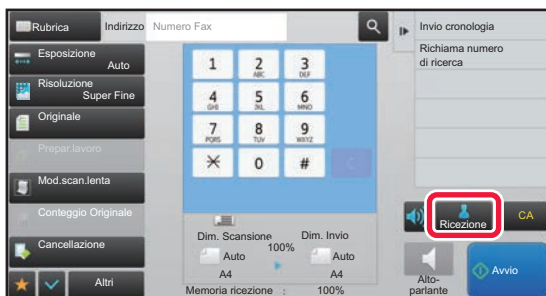 Rubrica
Indirizzo
Numero Fax
Invio cronologia
Richiama numero
di ricerca
Esposizione
Auto
Risoluzione
Super Fine
Originale
Prepar.lavoro
Mod.scan.lenta
Conteggio Originale
Cancellazione
Altri
1
2
ABC
3
DEF
4
GHI
5
JKL
6
MNO
7
PQRS
8
TUV
9
WXYZ
0
#
C
Dim. Scansione
100%
Dim. Invio
Auto
A4
Auto
A4
Memoria ricezione : 100%
Ricezione
CA
Alto-
parlante
Avvio